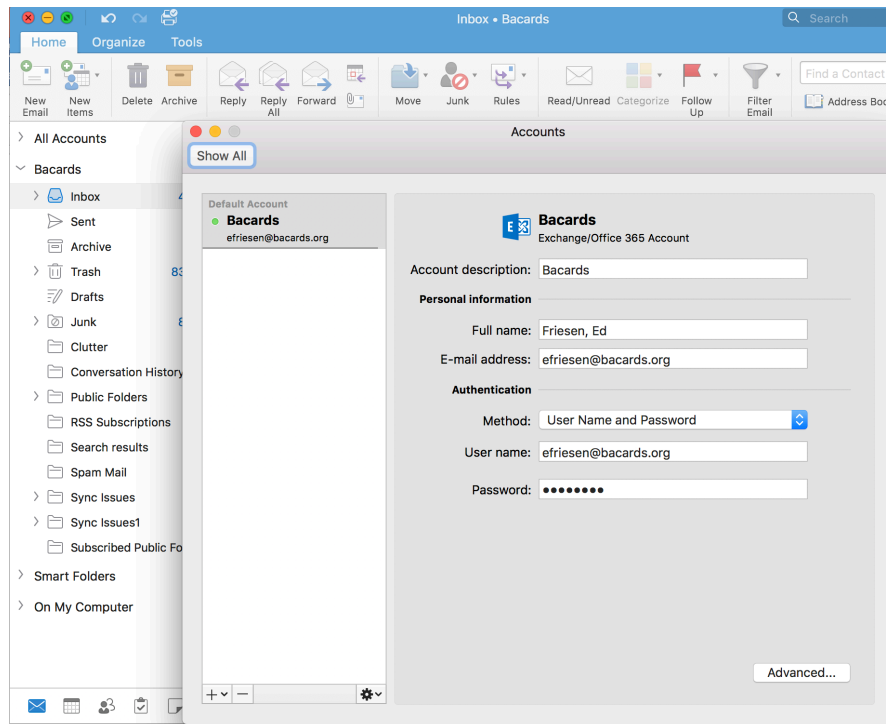 Inbox • Bacards
Search
Home Organize Tools
New Email
New Items
Delete
Archive
Reply
Reply All
Forward
Move
Junk
Rules
Read/Unread
Categorize
Follow Up
Filter Email
Find a Contact
Address Boo
All Accounts
Bacards
Inbox 4
Sent
Archive
Trash 83
Drafts
Junk 8
Clutter
Conversation History
Public Folders
RSS Subscriptions
Search results
Spam Mail
Sync Issues
Sync Issues1
Subscribed Public Fo
Smart Folders
On My Computer
Accounts
Show All
Default Account
Bacards
efriesen@bacards.org
E
Bacards
Exchange/Office 365 Account
Account description: Bacards
Personal information
Full name: Friesen, Ed
E-mail address: efriesen@bacards.org
Authentication
Method: User Name and Password
User name: efriesen@bacards.org
Password: ••••••••
Advanced...